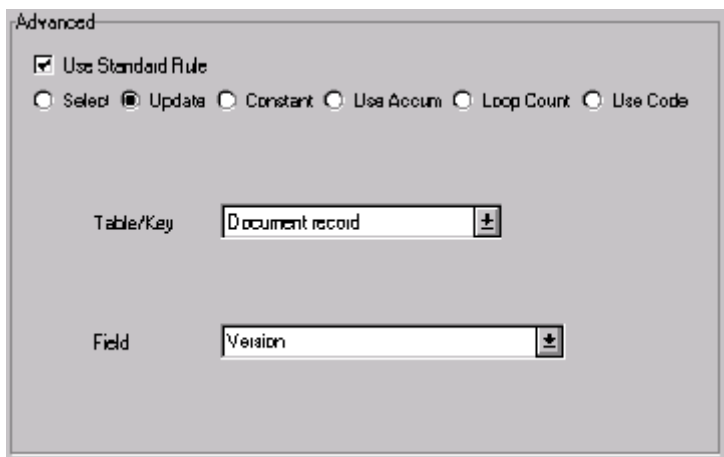 Advanced
Use Standard Rule
Select Update Constant Use Accum Loop Count Use Code
Table/Key Document record
Field Version